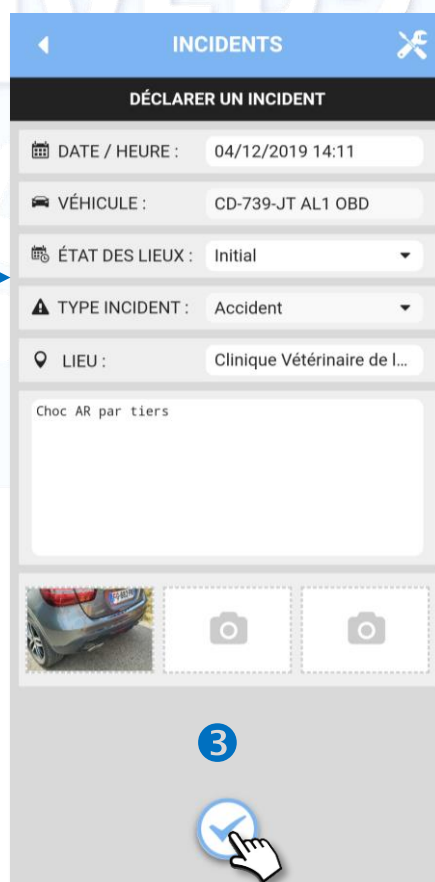 INCIDENTS
DÉCLARER UN INCIDENT
DATE / HEURE : 04/12/2019 14:11
VÉHICULE : CD-739-JT AL1 OBD
ÉTAT DES LIEUX : Initial
TYPE INCIDENT : Accident
LIEU : Clinique Vétérinaire de l...
Choc AR par tiers
3